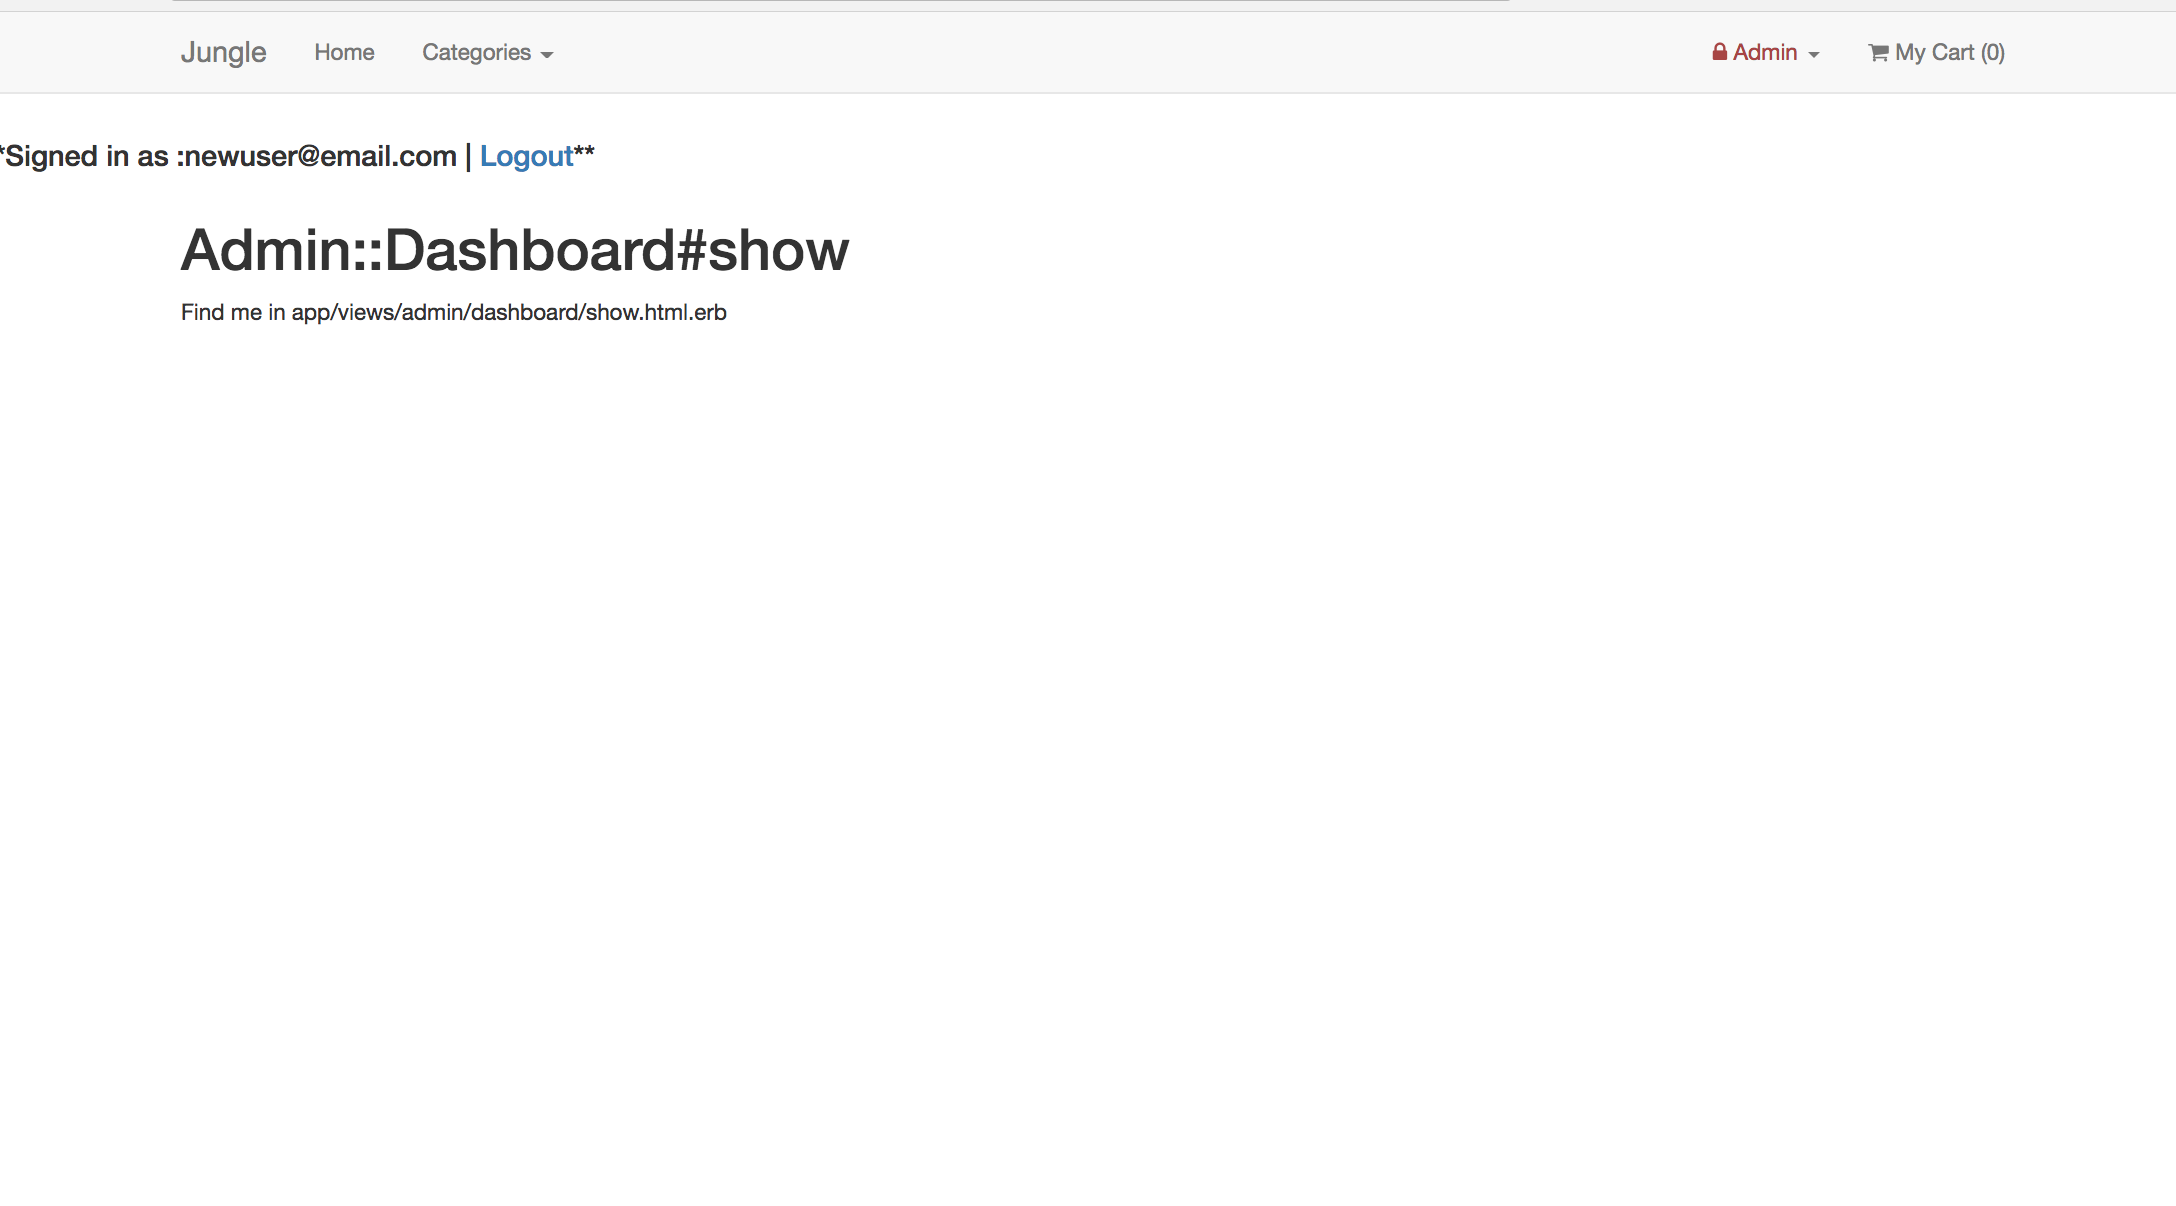 Jungle Home Categories Admin My Cart (0)
*Signed in as :newuser@email.com | Logout**
Admin::Dashboard#show
Find me in app/views/admin/dashboard/show.html.erb